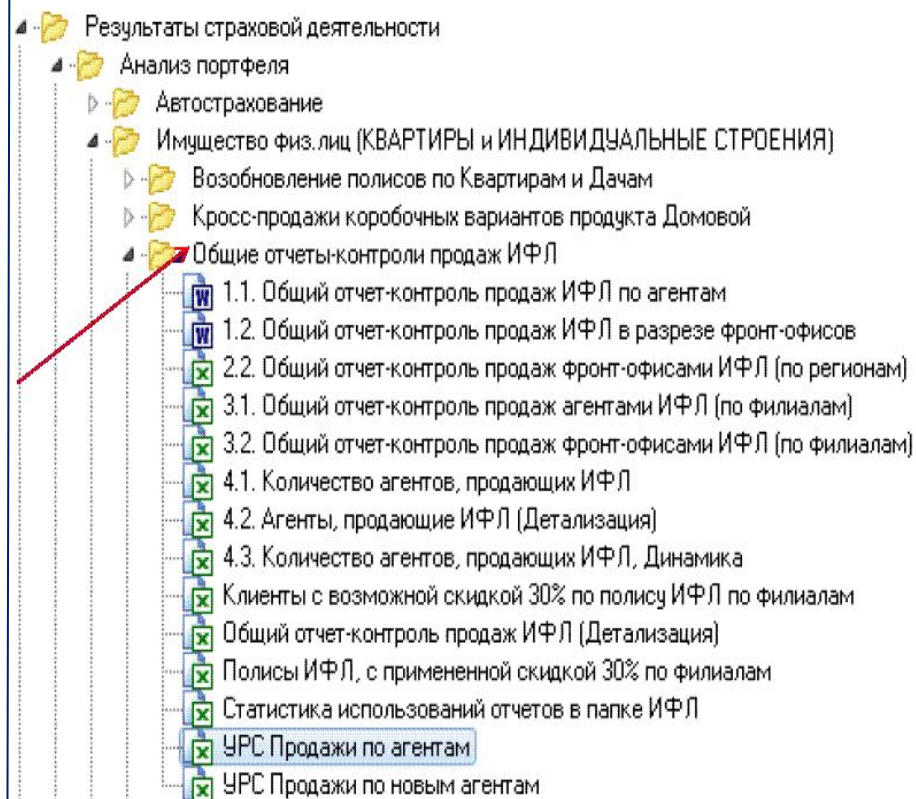 Результаты страховой деятельности
Анализ портфеля
Автострахование
Имущество физ.лиц (КВАРТИРЫ и ИНДИВИДУАЛЬНЫЕ СТРОЕНИЯ)
Возобновление полисов по Квартирам и Дачам
Кросс-продажи коробочных вариантов продукта Домовой
Общие отчеты-контроли продаж ИФЛ
1.1. Общий отчет-контроль продаж ИФЛ по агентам
1.2. Общий отчет-контроль продаж ИФЛ в разрезе фронт-офисов
2.2. Общий отчет-контроль продаж фронт-офисами ИФЛ (по регионам)
3.1. Общий отчет-контроль продаж агентами ИФЛ (по филиалам)
3.2. Общий отчет-контроль продаж фронт-офисами ИФЛ (по филиалам)
4.1. Количество агентов, продающих ИФЛ
4.2. Агенты, продающие ИФЛ (Детализация)
4.3. Количество агентов, продающих ИФЛ, Динамика
Клиенты с возможной скидкой 30% по полису ИФЛ по филиалам
Общий отчет-контроль продаж ИФЛ (Детализация)
Полисы ИФЛ, с примененной скидкой 30% по филиалам
Статистика использований отчетов в папке ИФЛ
УРС Продажи по агентам
УРС Продажи по новым агентам